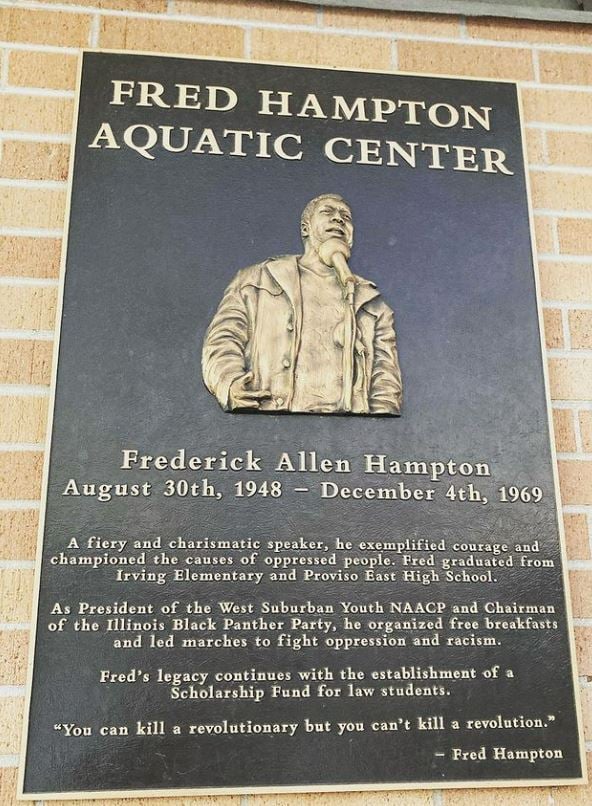 FRED HAMPTON
AQUATIC CENTER
Frederick Allen Hampton
August 30th, 1948 – December 4th, 1969
A fiery and charismatic speaker, he exemplified courage and
championed the causes of oppressed people. Fred graduated from
Irving Elementary and Proviso East High School.
As President of the West Suburban Youth NAACP and Chairman
of the Illinois Black Panther Party, he organized free breakfasts
and led marches to fight oppression and racism.
Fred's legacy continues with the establishment of a
Scholarship Fund for law students.
“You can kill a revolutionary but you can't kill a revolution.”
– Fred Hampton